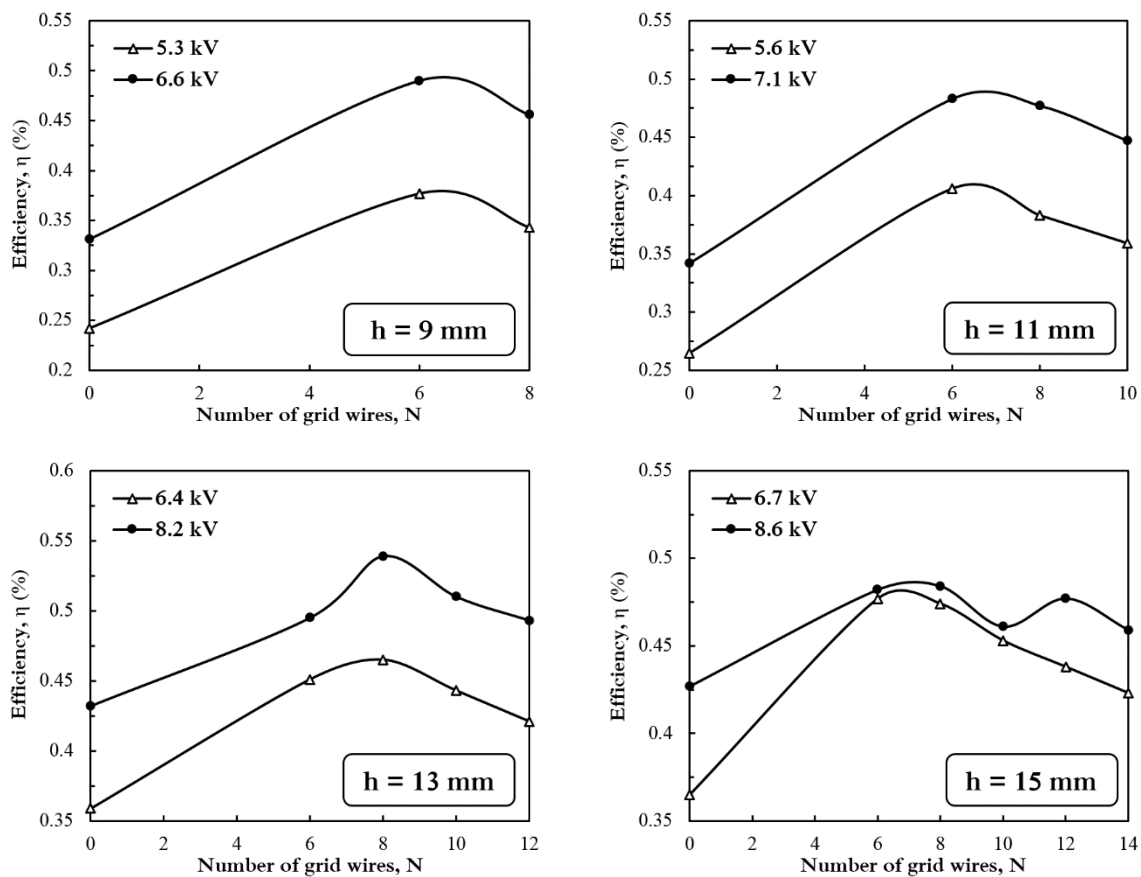 0.55
0.5
0.45
0.4
0.35
0.3
0.25
0.2
Efficiency, η (%)
5.3 kV
6.6 kV
h = 9 mm
0 2 4 6 8
Number of grid wires, N
0.55
0.5
0.45
0.4
0.35
0.3
0.25
Efficiency, η (%)
5.6 kV
7.1 kV
h = 11 mm
0 2 4 6 8 10
Number of grid wires, N
0.6
0.55
0.5
0.45
0.4
0.35
Efficiency, η (%)
6.4 kV
8.2 kV
h = 13 mm
0 2 4 6 8 10 12
Number of grid wires, N
0.55
0.5
0.45
0.4
0.35
Efficiency, η (%)
6.7 kV
8.6 kV
h = 15 mm
0 2 4 6 8 10 12 14
Number of grid wires, N